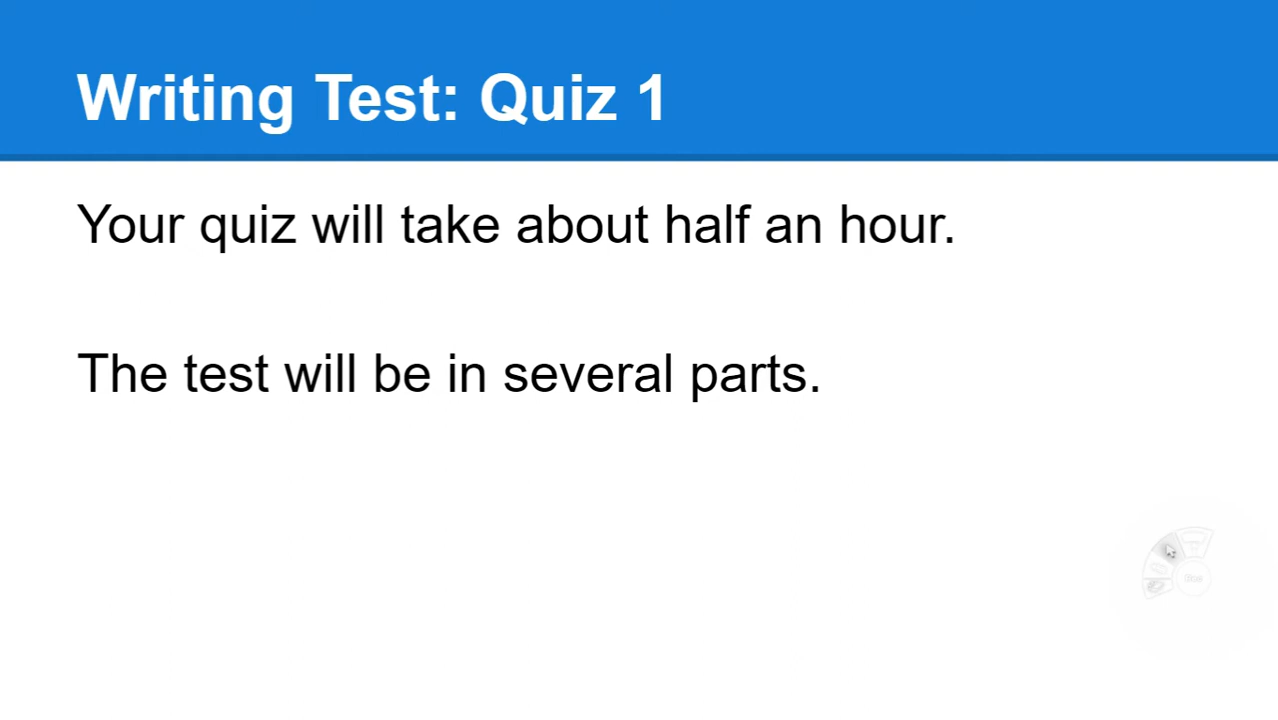 Writing Test: Quiz 1
Your quiz will take about half an hour.
The test will be in several parts.